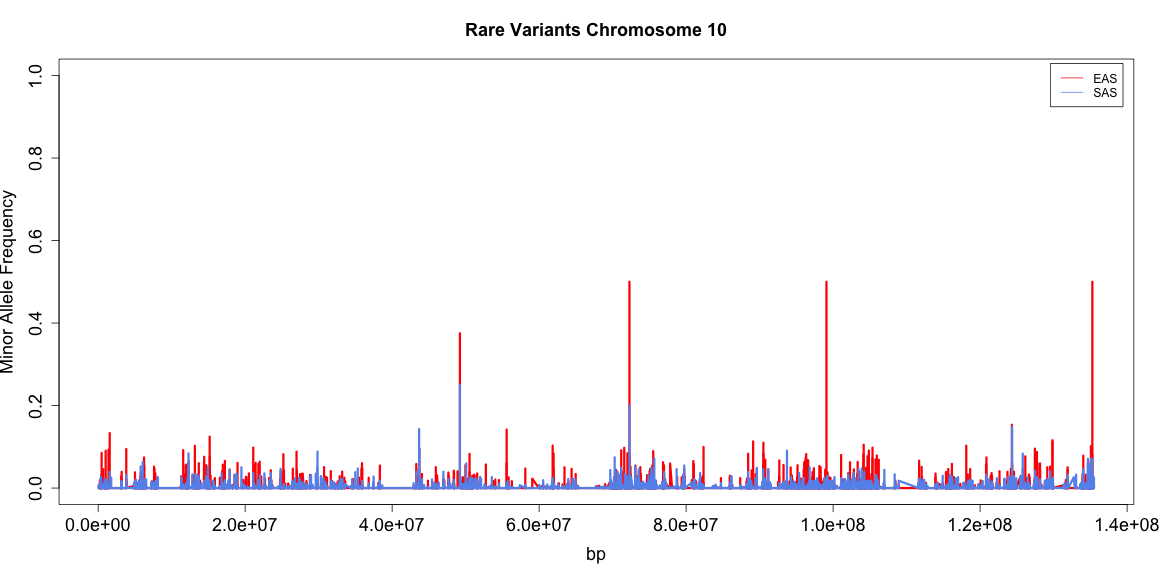 Rare Variants Chromosome 10
EAS
SAS
Minor Allele Frequency
1.0
0.8
0.6
0.4
0.2
0.0
0.0e+00 2.0e+07 4.0e+07 6.0e+07 8.0e+07 1.0e+08 1.2e+08 1.4e+08
bp